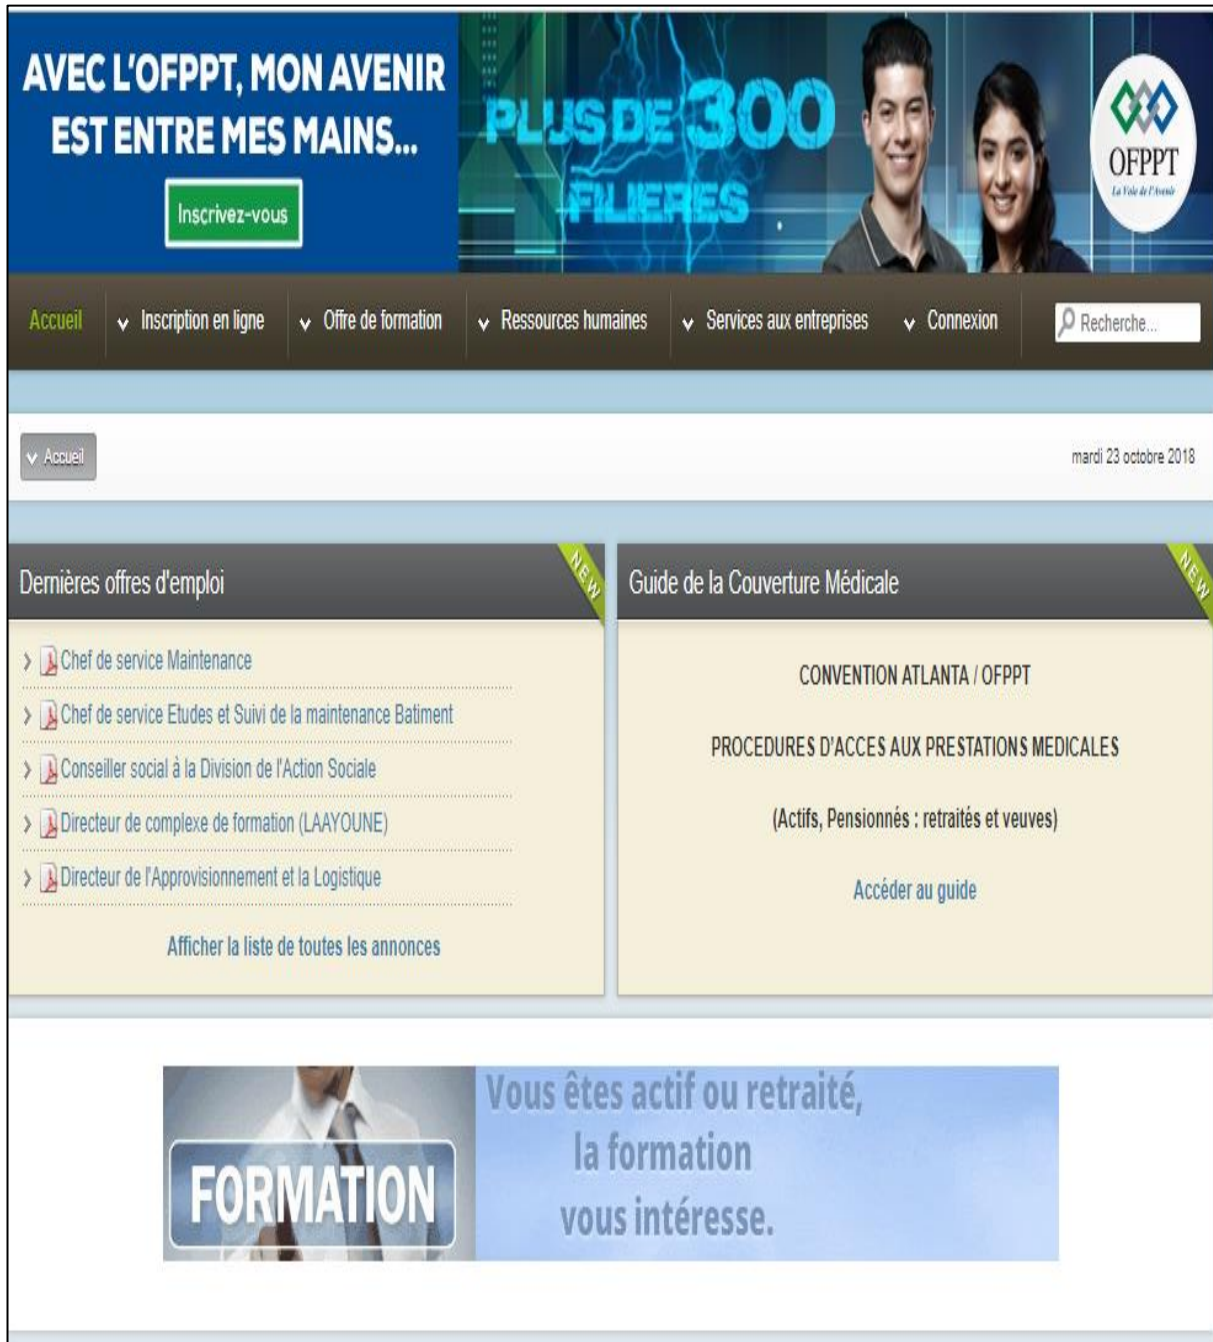 AVEC L'OFPPT, MON AVENIR
EST ENTRE MES MAINS...
Inscrivez-vous
PLUS DE 300
FILIERES
OFPPT
La Voie de l'Avenir
Accueil
Inscription en ligne
Offre de formation
Ressources humaines
Services aux entreprises
Connexion
Recherche...
Accueil
mardi 23 octobre 2018
Dernières offres d'emploi
NEW
Chef de service Maintenance
Chef de service Etudes et Suivi de la maintenance Batiment
Conseiller social à la Division de l'Action Sociale
Directeur de complexe de formation (LAAYOUNE)
Directeur de l'Approvisionnement et la Logistique
Afficher la liste de toutes les annonces
Guide de la Couverture Médicale
NEW
CONVENTION ATLANTA / OFPPT
PROCEDURES D'ACCES AUX PRESTATIONS MEDICALES
(Actifs, Pensionnés : retraités et veuves)
Accéder au guide
FORMATION
Vous êtes actif ou retraité,
la formation
vous intéresse.